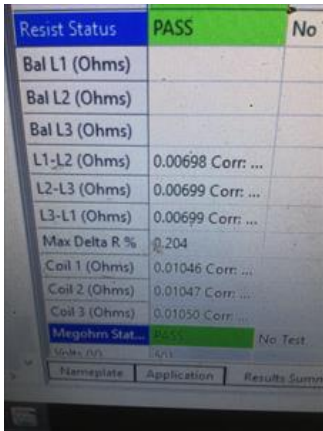 Resist Status PASS No
Bal L1 (Ohms)
Bal L2 (Ohms)
Bal L3 (Ohms)
L1-L2 (Ohms) 0.00698 Corr: ...
L2-L3 (Ohms) 0.00699 Corr: ...
L3-L1 (Ohms) 0.00699 Corr: ...
Max Delta R % 0.204
Coil 1 (Ohms) 0.01046 Corr: ...
Coil 2 (Ohms) 0.01047 Corr: ...
Coil 3 (Ohms) 0.01050 Corr: ...
Megohm Stat... PASS No Test
Nameplate Application Results Summ